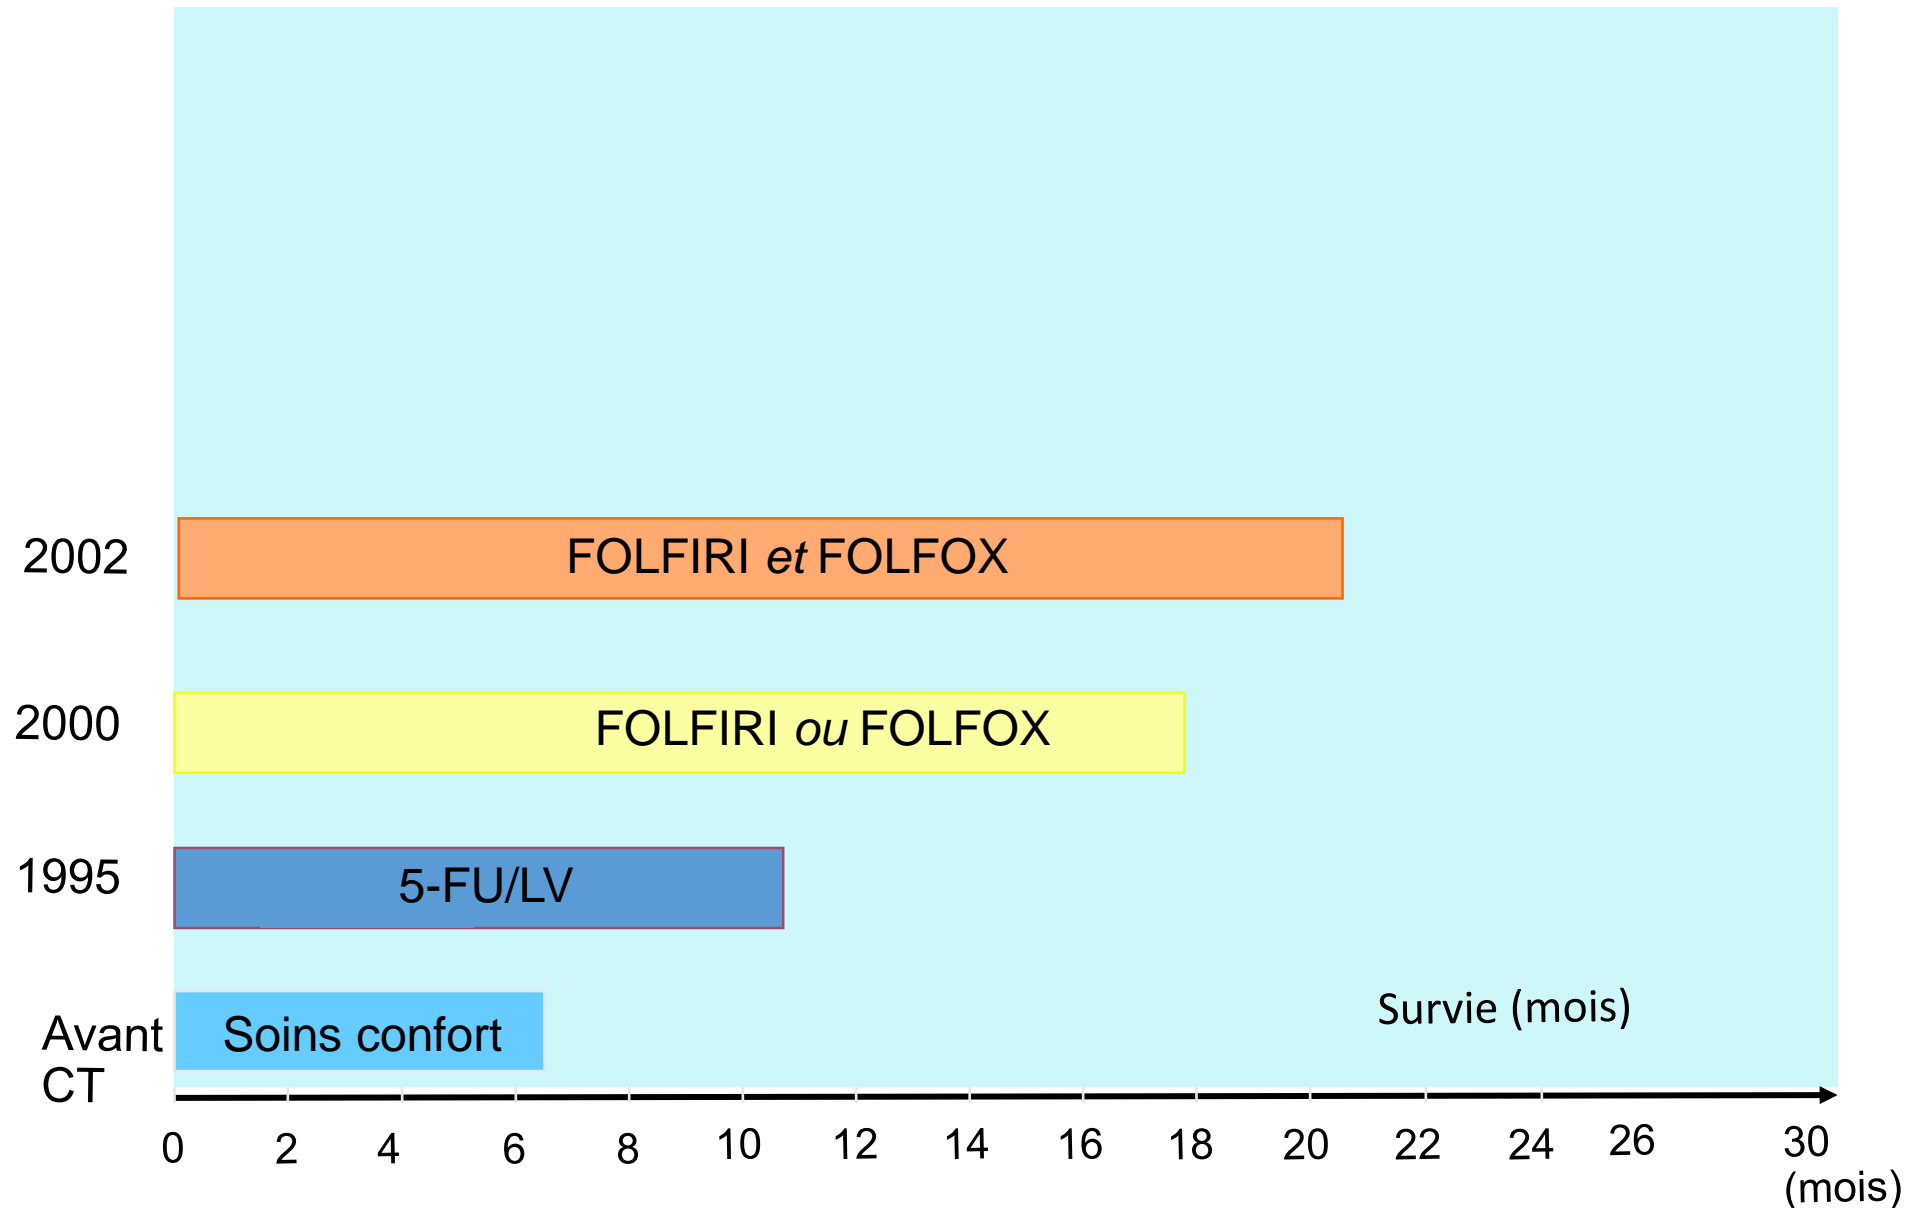 2002
FOLFIRI et FOLFOX
2000
FOLFIRI ou FOLFOX
1995
5-FU/LV
Avant
CT
Soins confort
Survie (mois)
0 2 4 6 8 10 12 14 16 18 20 22 24 26 30
(mois)